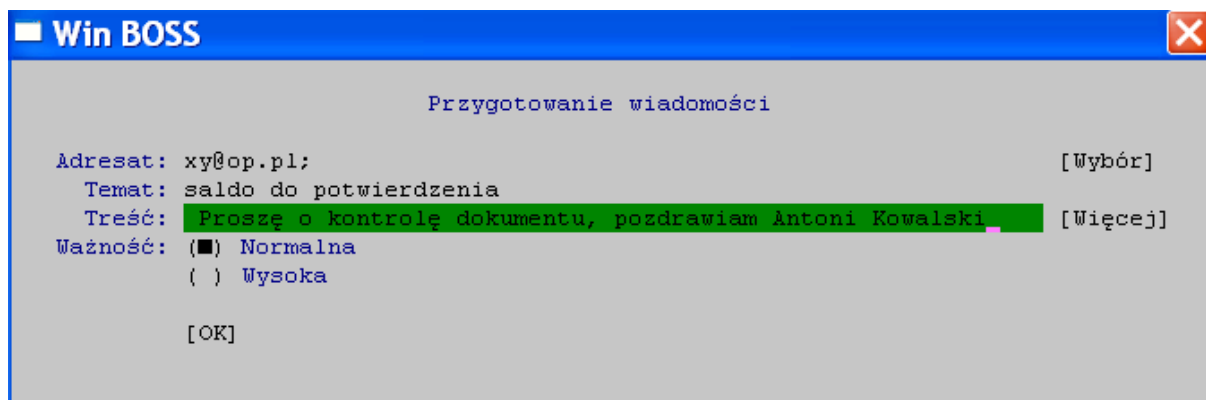 Win BOSS
Przygotowanie wiadomości
Adresat: xy@op.pl; [Wybór]
Temat: saldo do potwierdzenia
Treść: Proszę o kontrolę dokumentu, pozdrawiam Antoni Kowalski_ [Więcej]
Ważność: (■) Normalna
( ) Wysoka
[OK]